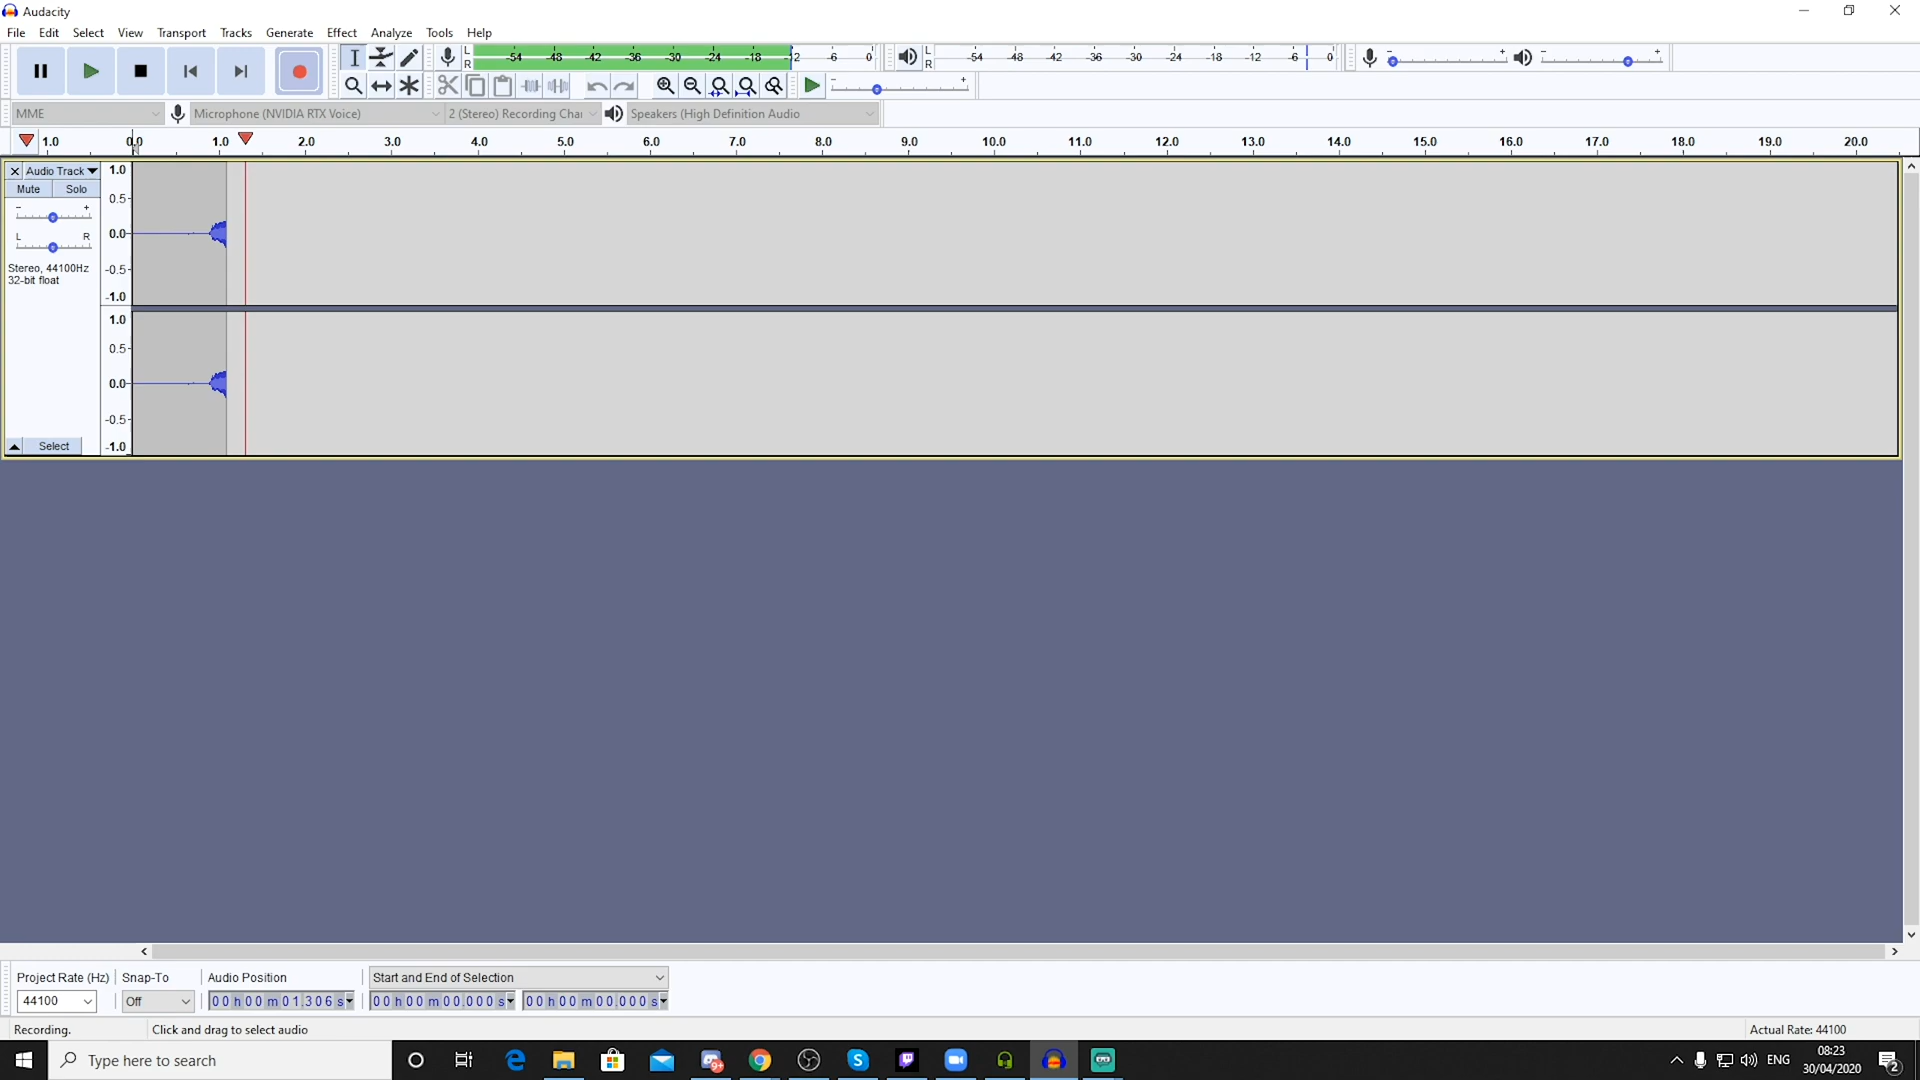 Audacity
File Edit Select View Transport Tracks Generate Effect Analyze Tools Help
L R -54 -48 -42 -36 -30 -24 -18 -12 -6 0 L R -54 -48 -42 -36 -30 -24 -18 -12 -6 0 - + - +
- +
MME Microphone (NVIDIA RTX Voice) 2 (Stereo) Recording Chai Speakers (High Definition Audio
1.0 0.0 1.0 2.0 3.0 4.0 5.0 6.0 7.0 8.0 9.0 10.0 11.0 12.0 13.0 14.0 15.0 16.0 17.0 18.0 19.0 20.0
Audio Track 1.0
Mute Solo
- + 0.5
L R 0.0
Stereo, 44100Hz -0.5
32-bit float
-1.0
1.0
0.5
0.0
-0.5
Select -1.0
Project Rate (Hz) Snap-To Audio Position Start and End of Selection
44100 Off 00 h 00 m 01.306 s 00 h 00 m 00.000 s 00 h 00 m 00.000 s
Recording. Click and drag to select audio Actual Rate: 44100
Type here to search ENG 08:23
30/04/2020 2